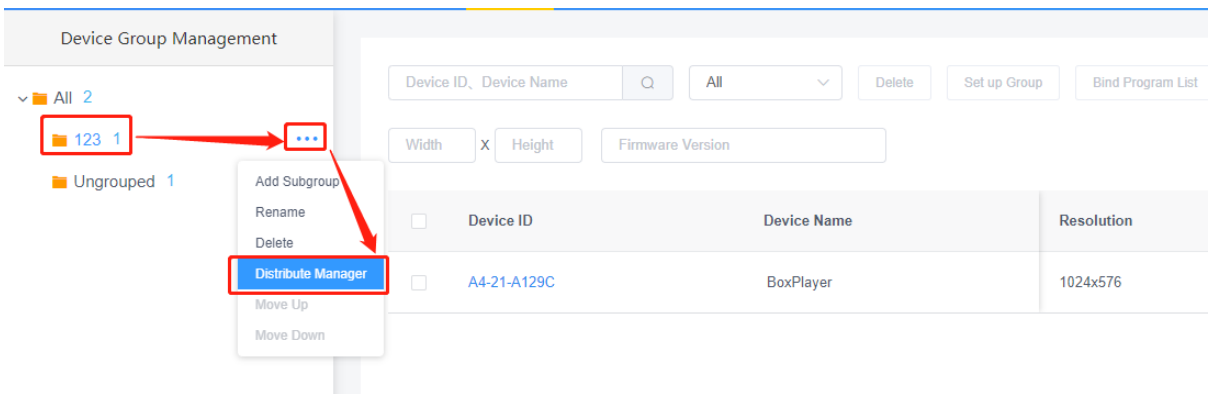 Device Group Management
All 2
123 1
Ungrouped 1
Add Subgroup
Rename
Delete
Distribute Manager
Move Up
Move Down
Device ID、Device Name
All
Delete
Set up Group
Bind Program List
Width X Height
Firmware Version
Device ID Device Name Resolution
A4-21-A129C BoxPlayer 1024x576